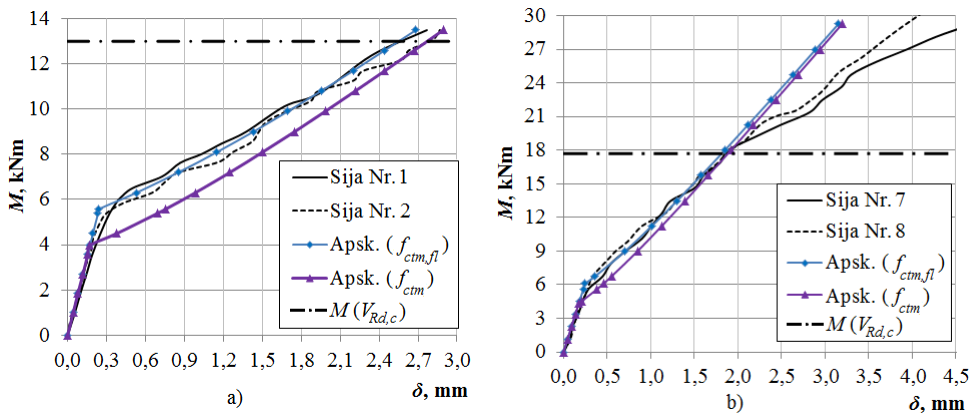 14
12
10
8
6
4
2
0
M, kNm
0,0 0,3 0,6 0,9 1,2 1,5 1,8 2,1 2,4 2,7 3,0
δ, mm
Sija Nr. 1
Sija Nr. 2
Apsk. (fctm,fl)
Apsk. (fctm)
M (VRd,c)
a)
30
27
24
21
18
15
12
9
6
3
0
M, kNm
0,0 0,5 1,0 1,5 2,0 2,5 3,0 3,5 4,0 4,5
δ, mm
Sija Nr. 7
Sija Nr. 8
Apsk. (fctm,fl)
Apsk. (fctm)
M (VRd,c)
b)